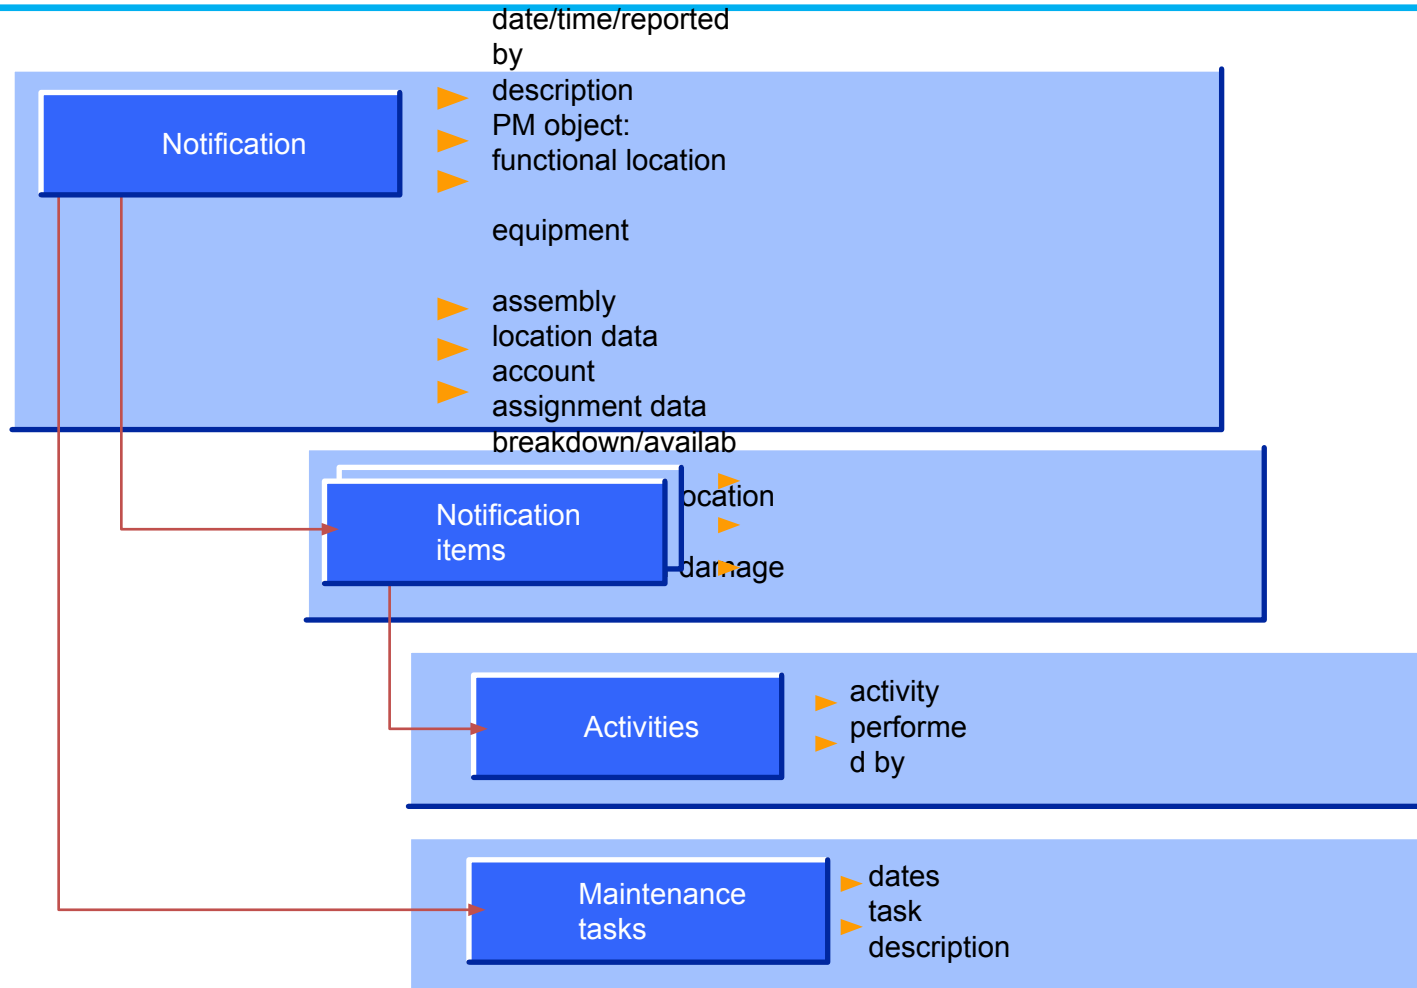 date/time/reported
by
description
PM object:
functional location
Notification
equipment
assembly
location data
account
assignment data
breakdown/availab
ocation
Notification
items
damage
activity
performe
d by
Activities
dates
task
description
Maintenance
tasks